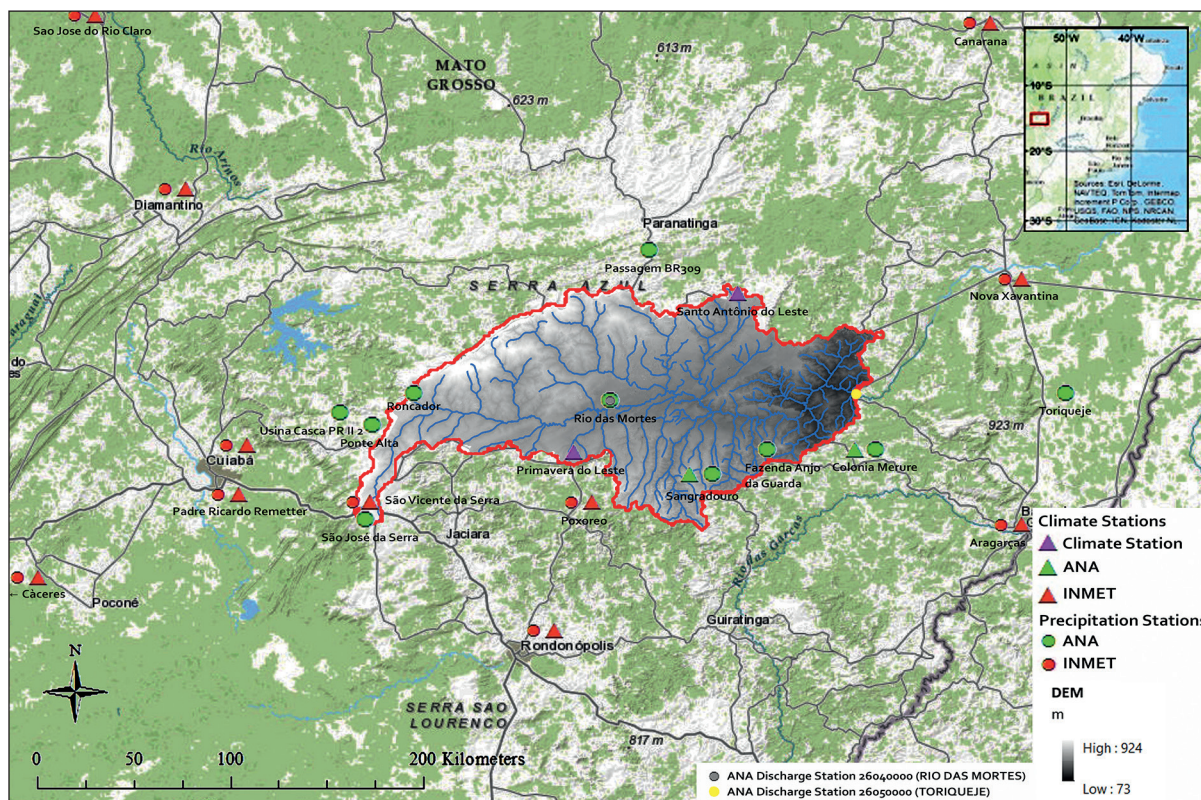 Sao Jose do Rio Claro
613 m
Canarana
MATO
GROSSO
623 m
Rio Arinos
Diamantino
Paranatinga
Passagem BR309
SERRA AZUL
Santo Antônio do Leste
Nova Xavantina
50°W
40°W
10°S
BRAZIL
Salvador
Brasília
20°S
30°S
Sources: Esri, DeLorme,
NAVTEQ, TomTom, Intermap,
increment P Corp., GEBCO,
USGS, FAO, NPS, NRCAN,
GeoBase, IGN, Kadaster NL,
Roncador
Usina Casca PR II 2
Ponte Alta
Rio das Mortes
Toriqueje
923 m
Cuiabá
Primavera do Leste
Fazenda Anjo
da Guarda
Colonia Merure
Sangradouro
Padre Ricardo Remetter
São Vicente da Serra
São José da Serra
Jaciara
Poxoreo
Rio das Garças
Aragarças
← Càceres
Poconé
Guiratinga
Rondonópolis
SERRA SAO
LOURENCO
817 m
N
0 100 200 Kilometers
Climate Stations
Climate Station
ANA
INMET
Precipitation Stations
ANA
INMET
DEM
m
High : 924
Low : 73
ANA Discharge Station 26040000 (RIO DAS MORTES)
ANA Discharge Station 26050000 (TORIQUEJE)